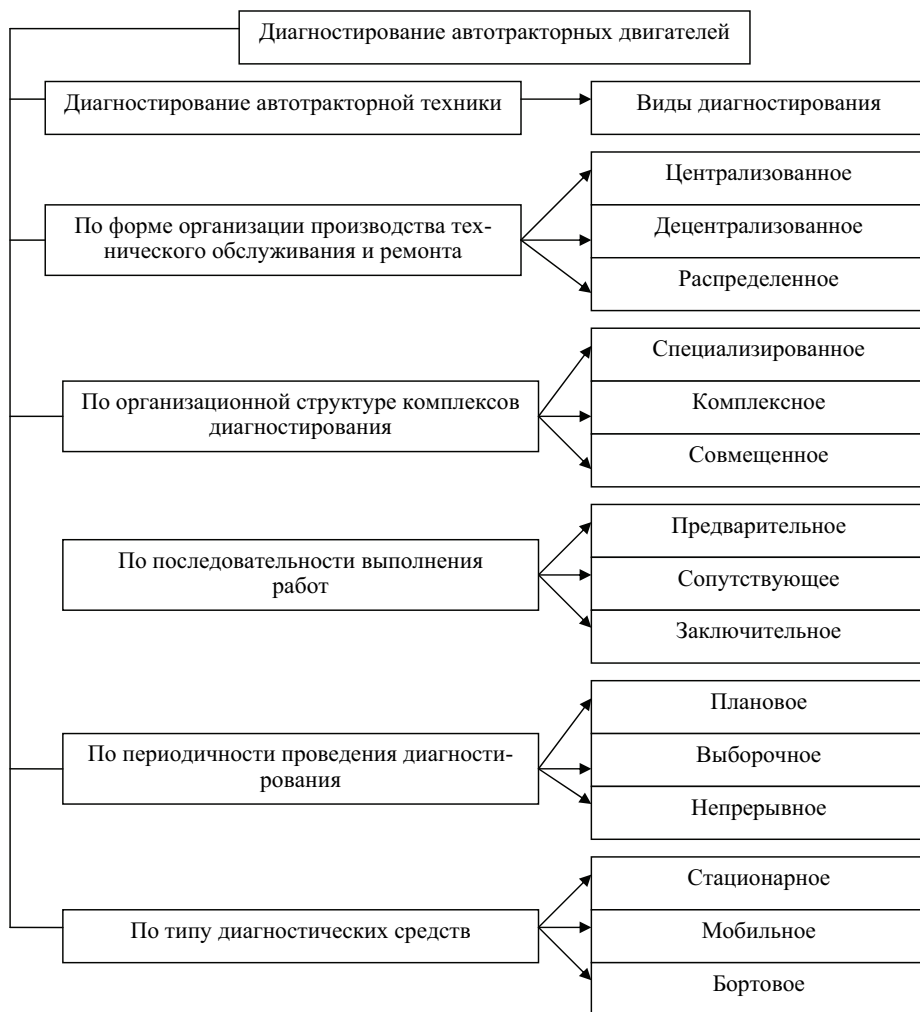 Диагностирование автотракторных двигателей
Диагностирование автотракторной техники
Виды диагностирования
По форме организации производства тех-
нического обслуживания и ремонта
Централизованное
Децентрализованное
Распределенное
По организационной структуре комплексов
диагностирования
Специализированное
Комплексное
Совмещенное
По последовательности выполнения
работ
Предварительное
Сопутствующее
Заключительное
По периодичности проведения диагности-
рования
Плановое
Выборочное
Непрерывное
По типу диагностических средств
Стационарное
Мобильное
Бортовое